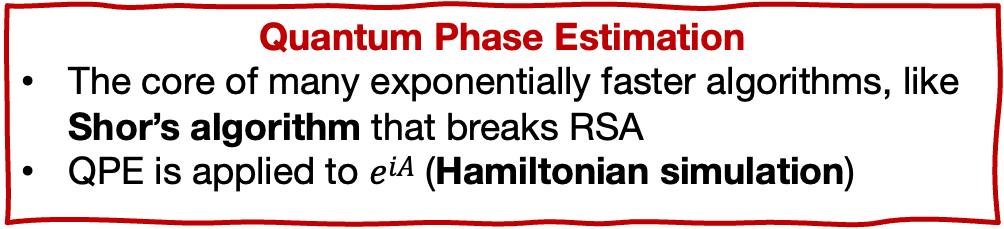 Quantum Phase Estimation
• The core of many exponentially faster algorithms, like
Shor’s algorithm that breaks RSA
• QPE is applied to 𝑒^{𝑖𝐴} (Hamiltonian simulation)